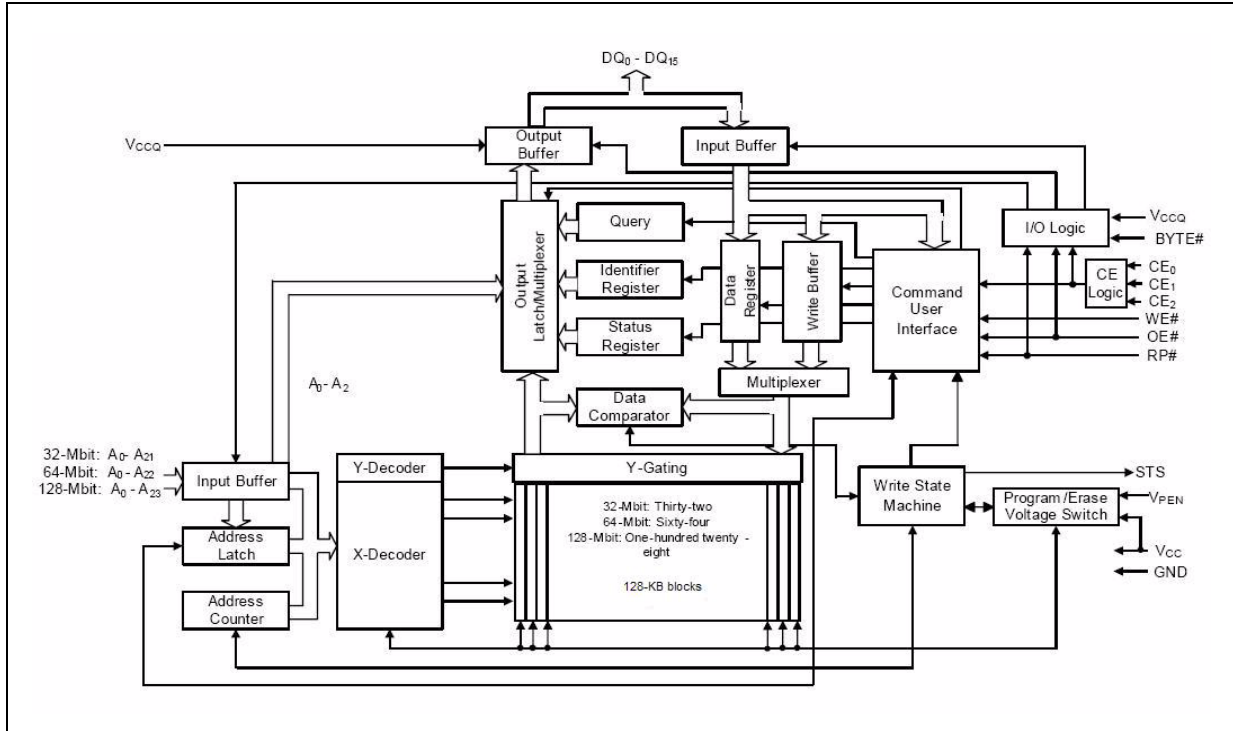 DQ0 - DQ15
VCCQ
Output
Buffer
Input Buffer
Output
Latch/Multiplexer
Query
Identifier
Register
Status
Register
Data
Register
Write Buffer
Command
User
Interface
I/O Logic
VCCQ
BYTE#
CE
Logic
CE0
CE1
CE2
WE#
OE#
RP#
Multiplexer
A0- A2
Data
Comparator
32-Mbit: A0- A21
64-Mbit: A0 - A22
128-Mbit: A0 - A23
Input Buffer
Y-Decoder
Y-Gating
Address
Latch
X-Decoder
32-Mbit: Thirty-two
64-Mbit: Sixty-four
128-Mbit: One-hundred twenty -
eight
128-KB blocks
Address
Counter
Write State
Machine
STS
Program/Erase
Voltage Switch
VPEN
VCC
GND